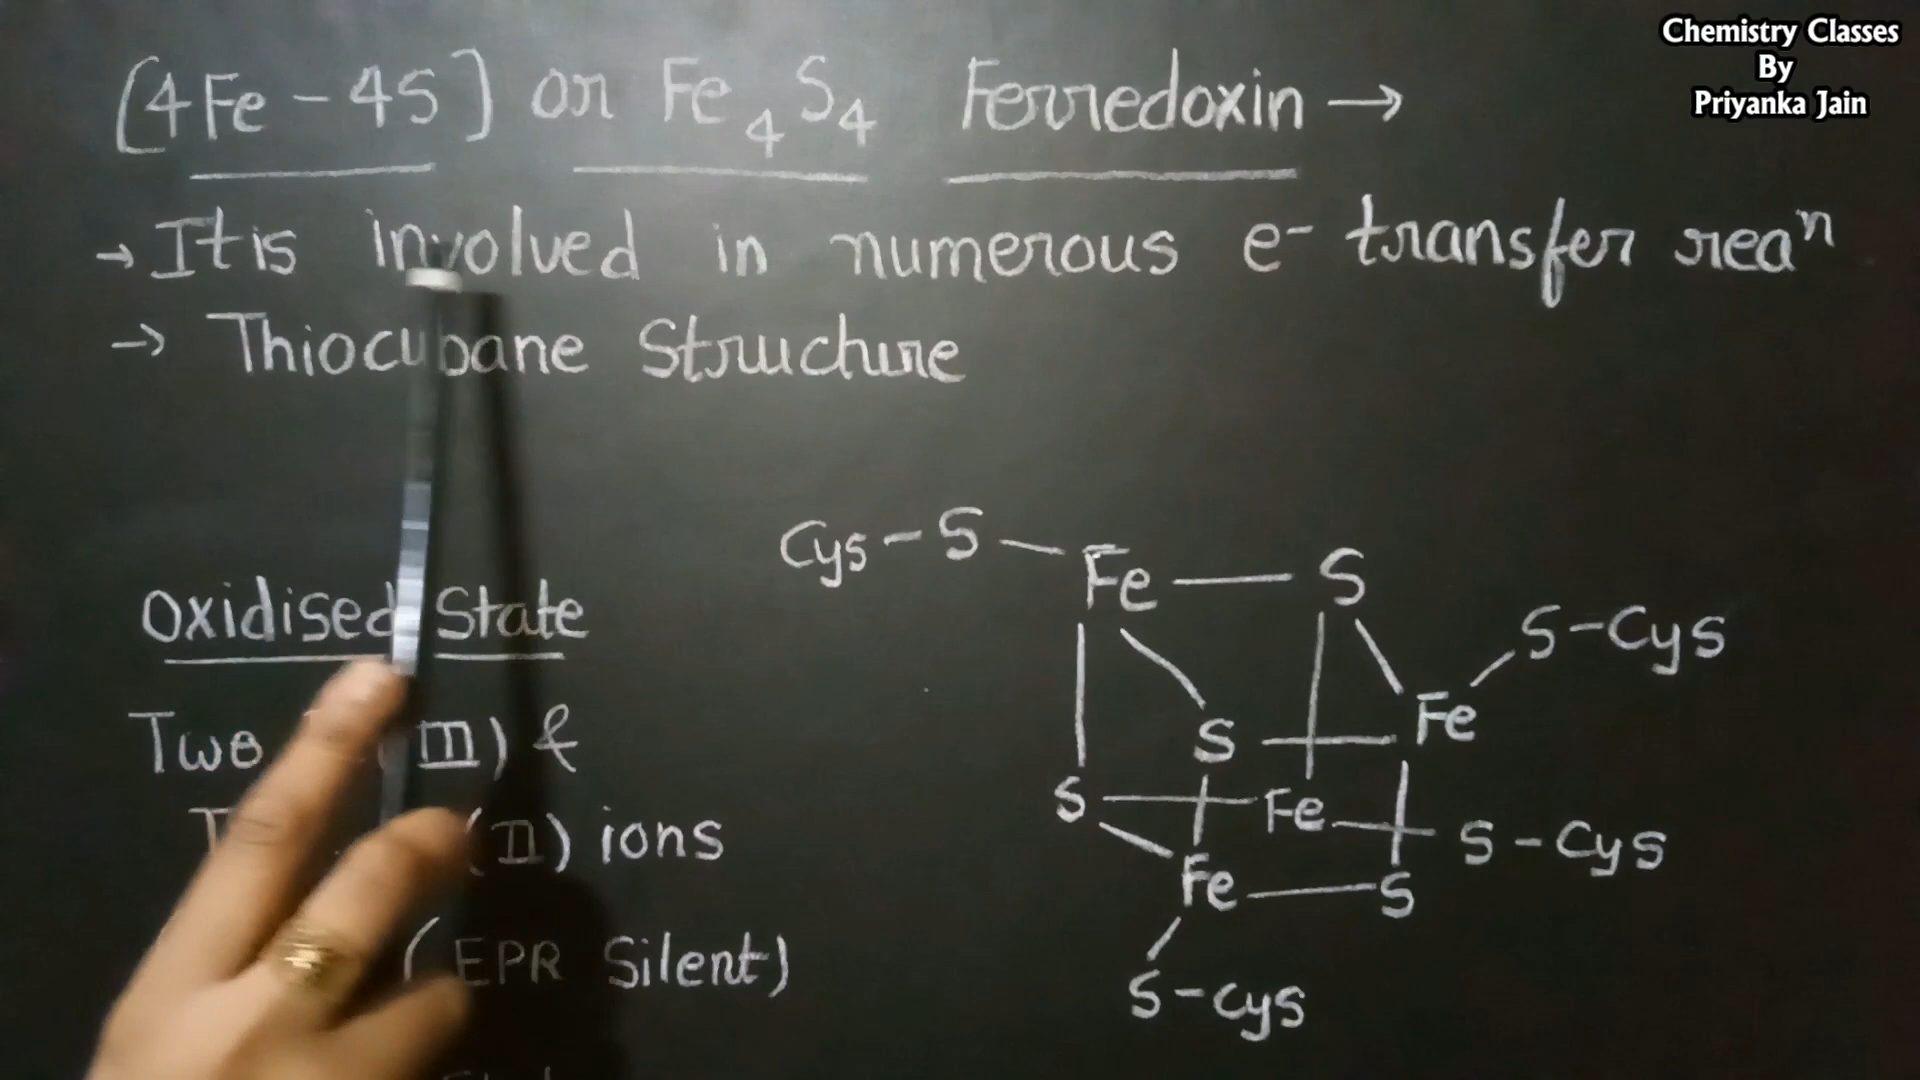 [4Fe-4S] or Fe4S4 Ferredoxin →
→ It is involved in numerous e- transfer reaⁿ
→ Thiocubane Structure
Oxidised State
Two (III) &
(II) ions
(EPR Silent)
Cys-S-Fe-S
S-Cys
Fe
S
S Fe S-Cys
Fe S
S-Cys
Chemistry Classes
By
Priyanka Jain